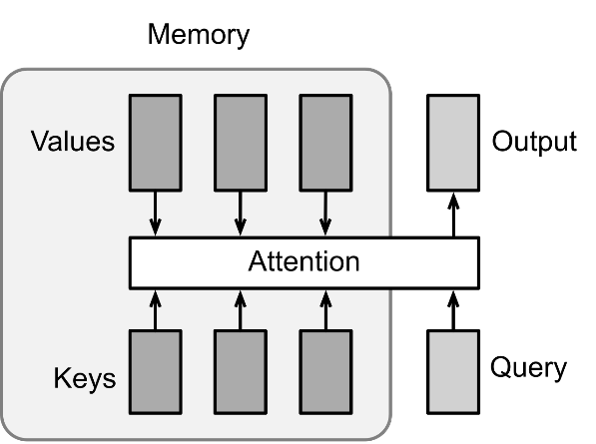 Memory
Values
Output
Attention
Keys
Query